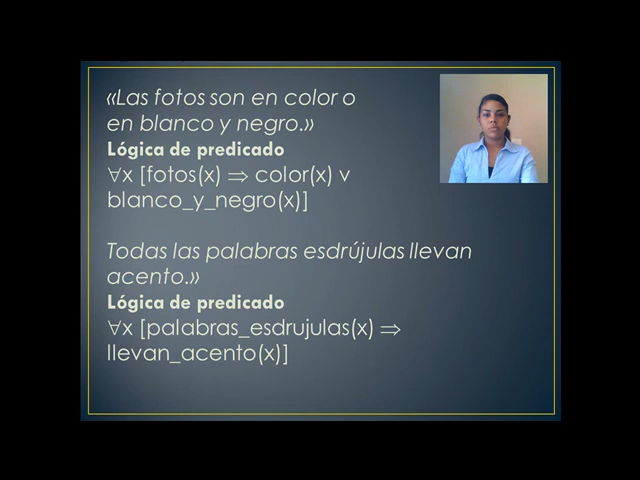 «Las fotos son en color o
en blanco y negro.»
Lógica de predicado
∀x [fotos(x) ⇒ color(x) v
blanco_y_negro(x)]
Todas las palabras esdrújulas llevan
acento.»
Lógica de predicado
∀x [palabras_esdrujulas(x) ⇒
llevan_acento(x)]